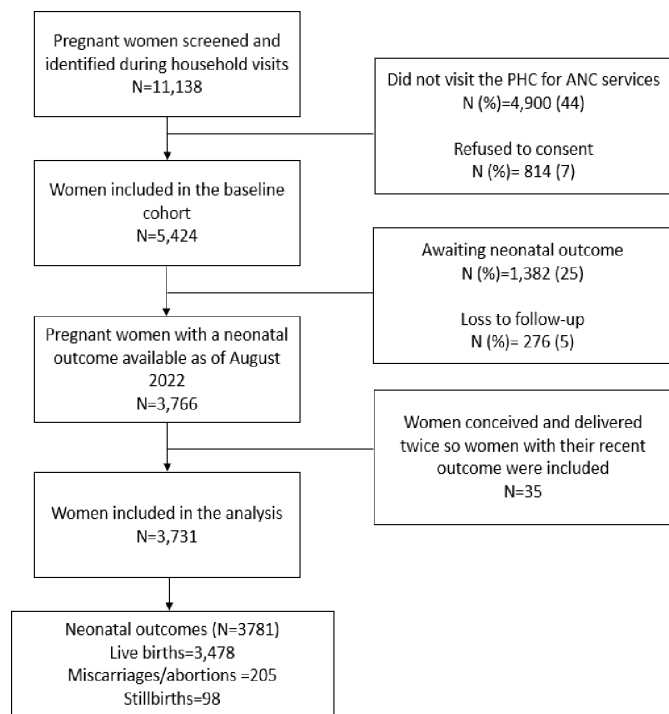 Pregnant women screened and
identified during household visits
N=11,138
Did not visit the PHC for ANC services
N (%)=4,900 (44)
Refused to consent
N (%)= 814 (7)
Women included in the baseline
cohort
N=5,424
Awaiting neonatal outcome
N (%)=1,382 (25)
Loss to follow-up
N (%)= 276 (5)
Pregnant women with a neonatal
outcome available as of August
2022
N=3,766
Women conceived and delivered
twice so women with their recent
outcome were included
N=35
Women included in the analysis
N=3,731
Neonatal outcomes (N=3781)
Live births=3,478
Miscarriages/abortions =205
Stillbirths=98